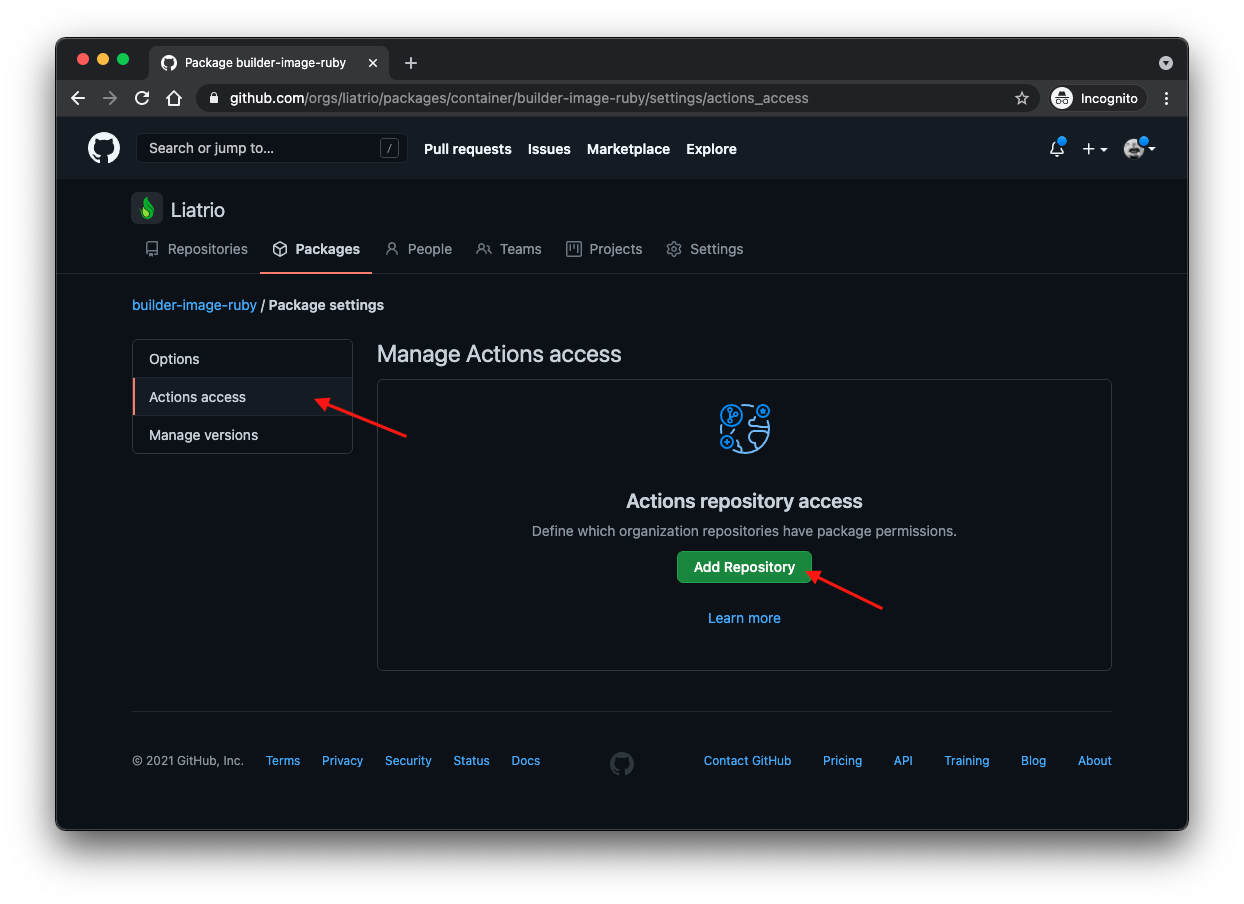 Package builder-image-ruby
github.com/orgs/liatrio/packages/container/builder-image-ruby/settings/actions_access
Incognito
Search or jump to...
/
Pull requests
Issues
Marketplace
Explore
Liatrio
Repositories
Packages
People
Teams
Projects
Settings
builder-image-ruby / Package settings
Options
Actions access
Manage versions
Manage Actions access
Actions repository access
Define which organization repositories have package permissions.
Add Repository
Learn more
© 2021 GitHub, Inc.
Terms
Privacy
Security
Status
Docs
Contact GitHub
Pricing
API
Training
Blog
About